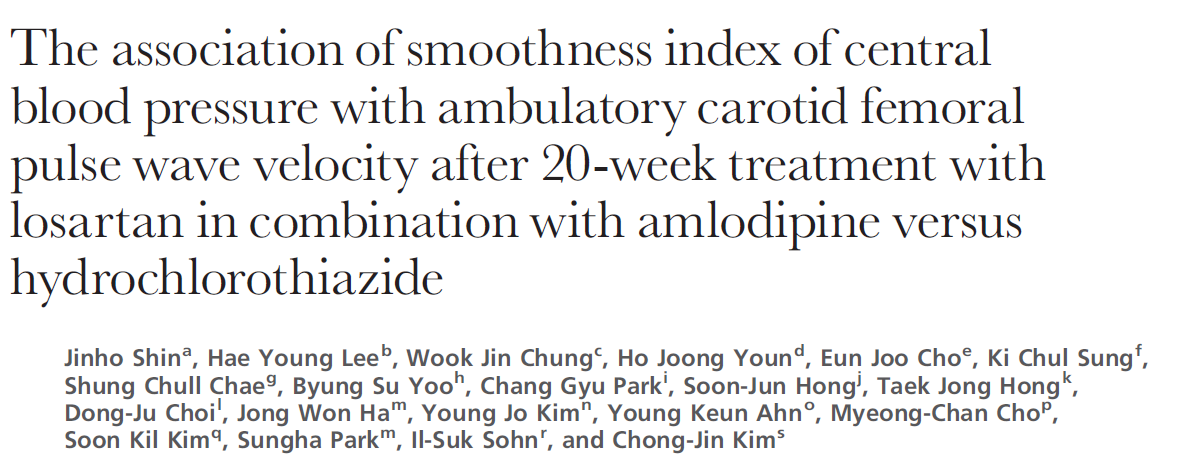 The association of smoothness index of central
blood pressure with ambulatory carotid femoral
pulse wave velocity after 20-week treatment with
losartan in combination with amlodipine versus
hydrochlorothiazide
Jinho Shinᵃ, Hae Young Leeᵇ, Wook Jin Chungᶜ, Ho Joong Younᵈ, Eun Joo Choᵉ, Ki Chul Sungᶠ,
Shung Chull Chaeᵍ, Byung Su Yooʰ, Chang Gyu Parkⁱ, Soon-Jun Hongʲ, Taek Jong Hongᵏ,
Dong-Ju Choiˡ, Jong Won Haᵐ, Young Jo Kimⁿ, Young Keun Ahnᵒ, Myeong-Chan Choᵖ,
Soon Kil Kim𐞥, Sungha Parkᵐ, Il-Suk Sohnʳ, and Chong-Jin Kimˢ